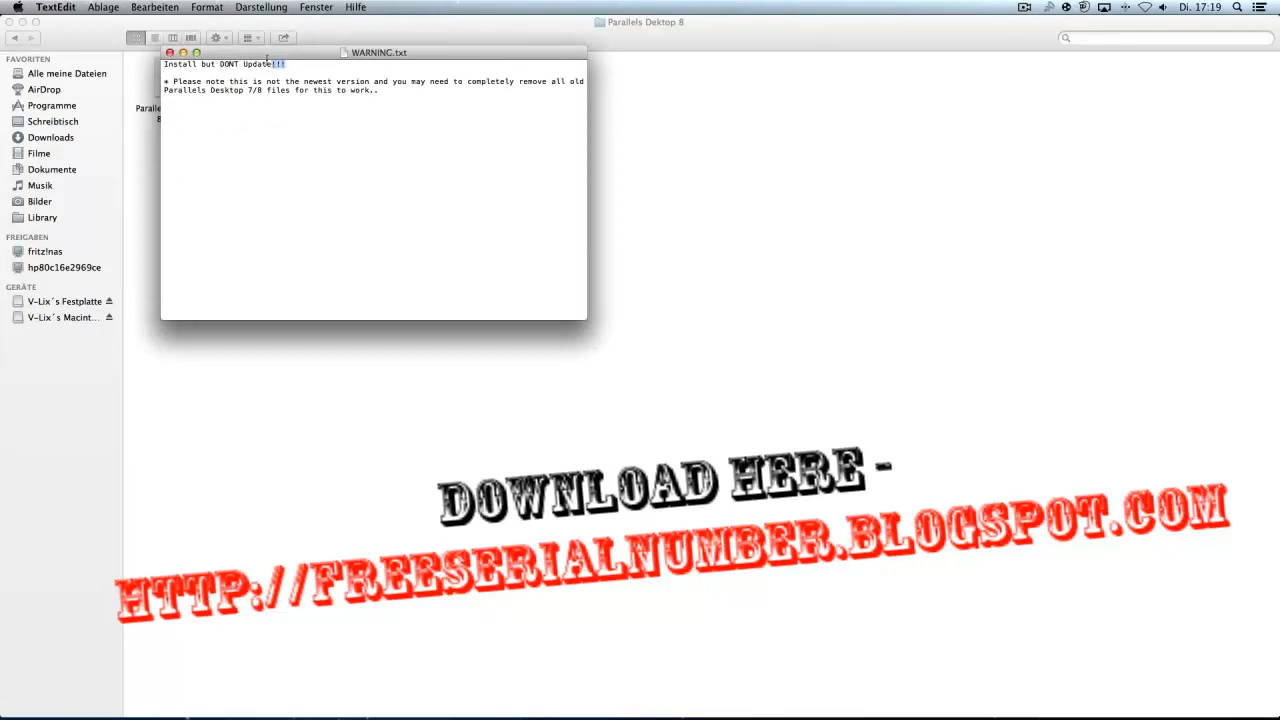 TextEdit Ablage Bearbeiten Format Darstellung Fenster Hilfe Di. 17:19
Parallels Dektop 8
FAVORITEN
Alle meine Dateien
AirDrop
Programme
Schreibtisch
Downloads
Filme
Dokumente
Musik
Bilder
Library
FREIGABEN
fritz!nas
hp80c16e2969ce
GERÄTE
V-Lix´s Festplatte
V-Lix´s Macint...
Paralle
8
WARNING.txt
Install but DONT Update!!!
* Please note this is not the newest version and you may need to completely remove all old
Parallels Desktop 7/8 files for this to work..
DOWNLOAD HERE -
HTTP://FREESERIALNUMBER.BLOGSPOT.COM